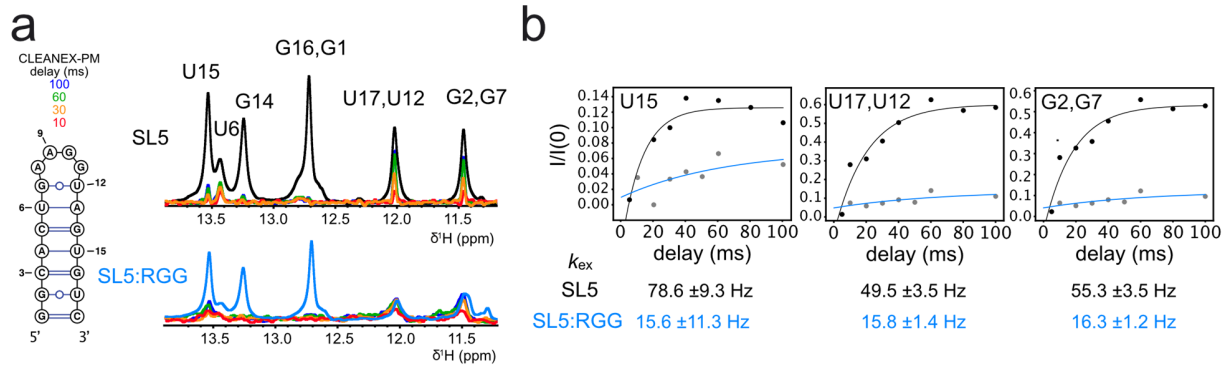 a
CLEANEX-PM
delay (ms)
100
60
30
10
9
G
A
A
G
G
G
A
U
-12
6
U
A
C
G
A
U
-15
3
C
G
G
U
G
C
5'
3'
SL5
U15
U6
G14
G16,G1
U17,U12
G2,G7
13.5
13.0
12.5
12.0
11.5
δ¹H (ppm)
SL5:RGG
13.5
13.0
12.5
12.0
11.5
δ¹H (ppm)
b
I/I(0)
0.14
0.12
0.10
0.08
0.06
0.04
0.02
0.00
U15
0 20 40 60 80 100
delay (ms)
0.6
0.5
0.4
0.3
0.2
0.1
0.0
U17,U12
0 20 40 60 80 100
delay (ms)
0.6
0.5
0.4
0.3
0.2
0.1
0.0
G2,G7
0 20 40 60 80 100
delay (ms)
kex
SL5 78.6 ±9.3 Hz 49.5 ±3.5 Hz 55.3 ±3.5 Hz
SL5:RGG 15.6 ±11.3 Hz 15.8 ±1.4 Hz 16.3 ±1.2 Hz